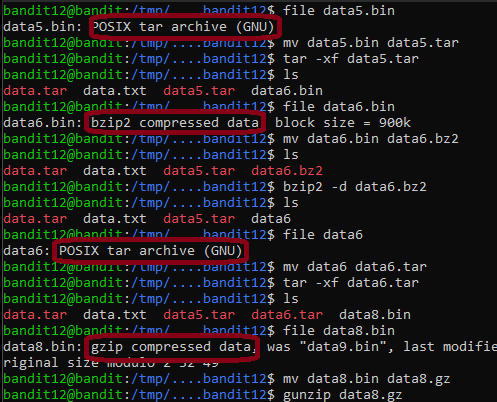 bandit12@bandit:/tmp/....bandit12$ file data5.bin
data5.bin: POSIX tar archive (GNU)
bandit12@bandit:/tmp/....bandit12$ mv data5.bin data5.tar
bandit12@bandit:/tmp/....bandit12$ tar -xf data5.tar
bandit12@bandit:/tmp/....bandit12$ ls
data.tar data.txt data5.tar data6.bin
bandit12@bandit:/tmp/....bandit12$ file data6.bin
data6.bin: bzip2 compressed data block size = 900k
bandit12@bandit:/tmp/....bandit12$ mv data6.bin data6.bz2
bandit12@bandit:/tmp/....bandit12$ ls
data.tar data.txt data5.tar data6.bz2
bandit12@bandit:/tmp/....bandit12$ bzip2 -d data6.bz2
bandit12@bandit:/tmp/....bandit12$ ls
data.tar data.txt data5.tar data6
bandit12@bandit:/tmp/....bandit12$ file data6
data6: POSIX tar archive (GNU)
bandit12@bandit:/tmp/....bandit12$ mv data6 data6.tar
bandit12@bandit:/tmp/....bandit12$ tar -xf data6.tar
bandit12@bandit:/tmp/....bandit12$ ls
data.tar data.txt data5.tar data6.tar data8.bin
bandit12@bandit:/tmp/....bandit12$ file data8.bin
data8.bin: gzip compressed data, was "data9.bin", last modifie
riginal size modulo 2^32 49
bandit12@bandit:/tmp/....bandit12$ mv data8.bin data8.gz
bandit12@bandit:/tmp/....bandit12$ gunzip data8.gz